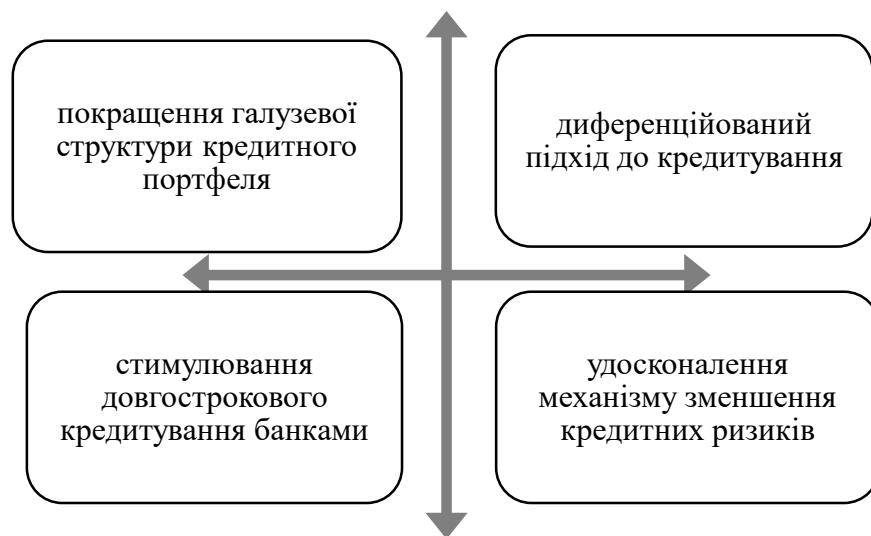 покращення галузевої
структури кредитного
портфеля
диференційований
підхід до кредитування
стимулювання
довгострокового
кредитування банками
удосконалення
механізму зменшення
кредитних ризиків